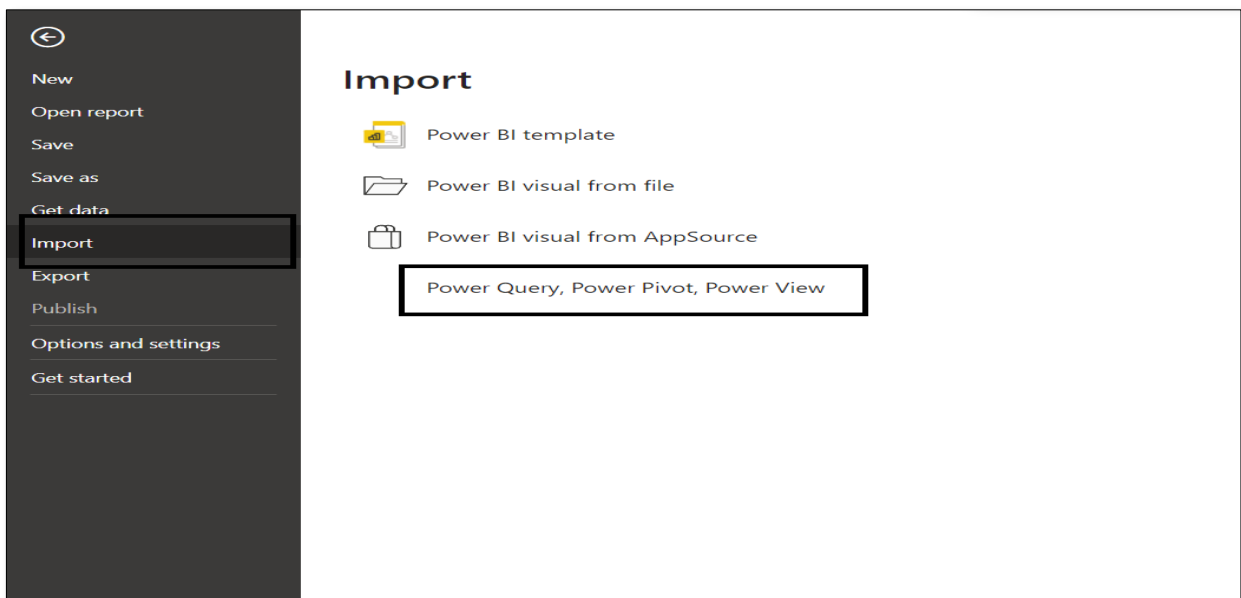 New
Open report
Save
Save as
Get data
Import
Export
Publish
Options and settings
Get started
Import
Power BI template
Power BI visual from file
Power BI visual from AppSource
Power Query, Power Pivot, Power View